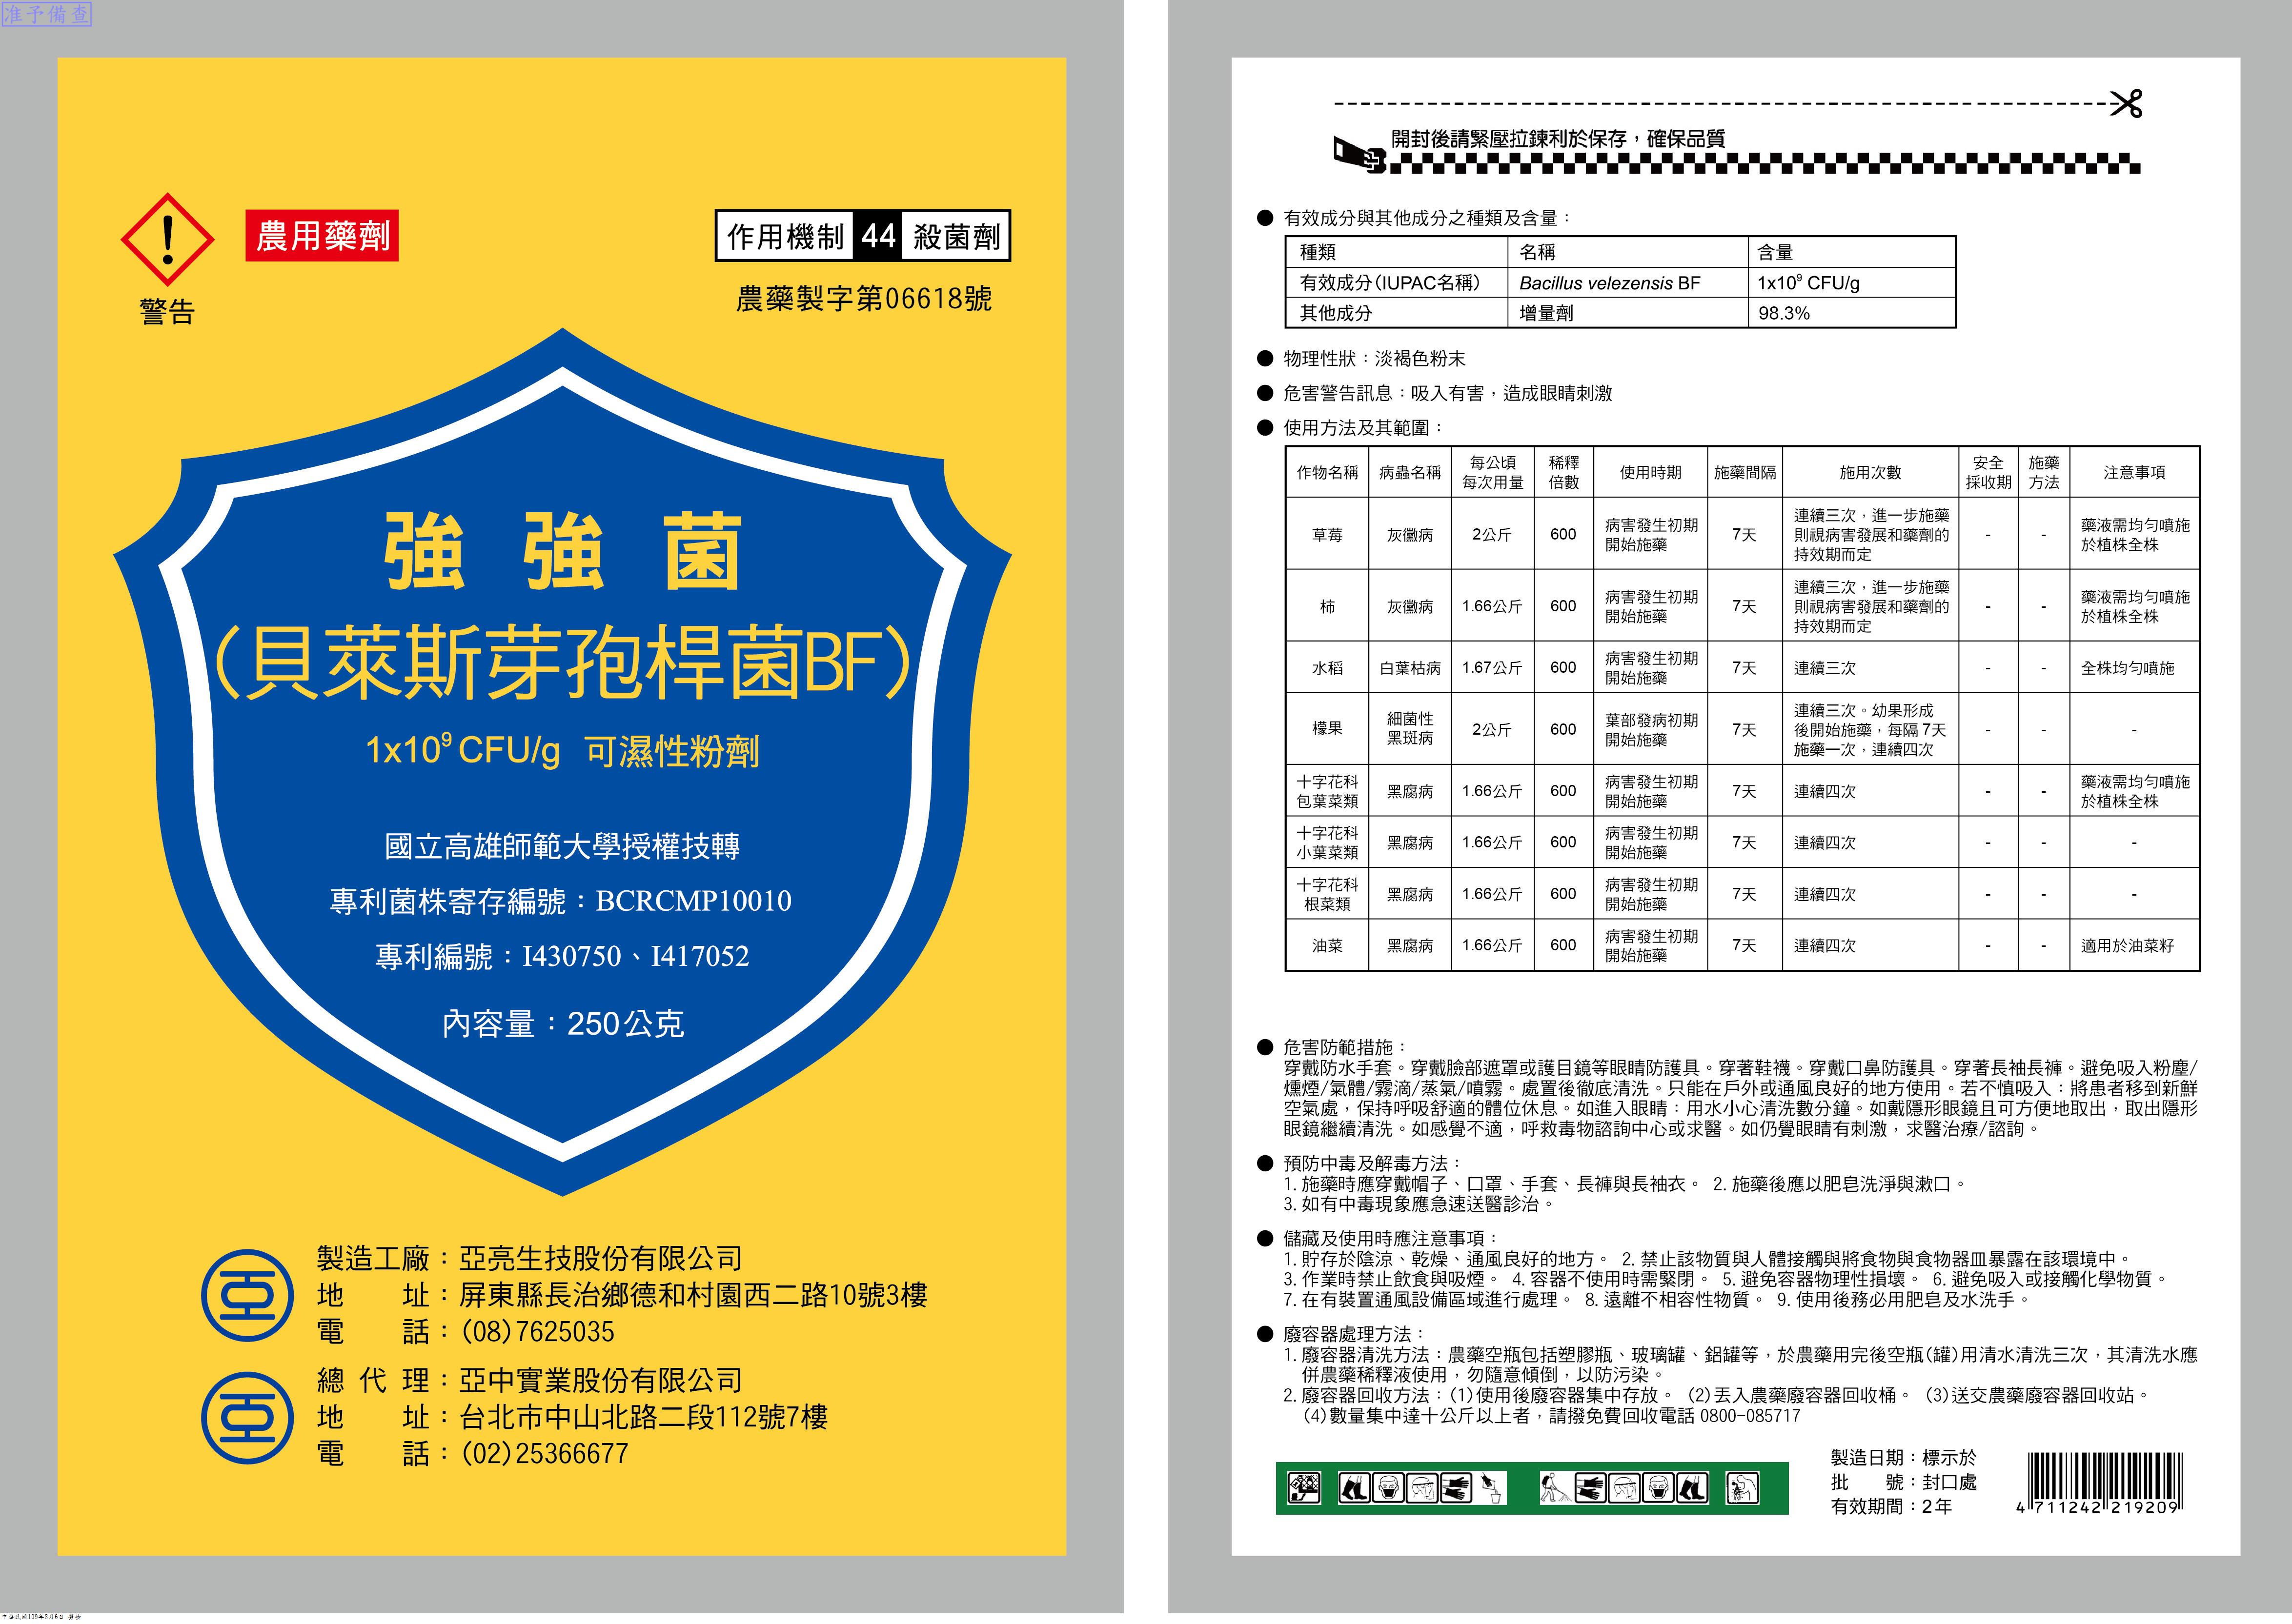 准予備查
警告
農用藥劑
作用機制 44 殺菌劑
農藥製字第06618號
強強菌
(貝萊斯芽孢桿菌BF)
1x10⁹ CFU/g 可濕性粉劑
國立高雄師範大學授權技轉
專利菌株寄存編號：BCRCMP10010
專利編號：I430750、I417052
內容量：250公克
製造工廠：亞亮生技股份有限公司
地　　址：屏東縣長治鄉德和村園西二路10號3樓
電　　話：(08)7625035
總 代 理：亞中實業股份有限公司
地　　址：台北市中山北路二段112號7樓
電　　話：(02)25366677
中華民國109年8月6日 簽發
開封後請緊壓拉鍊利於保存，確保品質
● 有效成分與其他成分之種類及含量：
種類 名稱 含量
有效成分(IUPAC名稱) Bacillus velezensis BF 1x10⁹ CFU/g
其他成分 增量劑 98.3%
● 物理性狀：淡褐色粉末
● 危害警告訊息：吸入有害，造成眼睛刺激
● 使用方法及其範圍：
作物名稱 病蟲名稱 每公頃每次用量 稀釋倍數 使用時期 施藥間隔 施用次數 安全採收期 施藥方法 注意事項
草莓 灰黴病 2公斤 600 病害發生初期開始施藥 7天 連續三次，進一步施藥則視病害發展和藥劑的持效期而定 - - 藥液需均勻噴施於植株全株
柿 灰黴病 1.66公斤 600 病害發生初期開始施藥 7天 連續三次，進一步施藥則視病害發展和藥劑的持效期而定 - - 藥液需均勻噴施於植株全株
水稻 白葉枯病 1.67公斤 600 病害發生初期開始施藥 7天 連續三次 - - 全株均勻噴施
檬果 細菌性黑斑病 2公斤 600 葉部發病初期開始施藥 7天 連續三次。幼果形成後開始施藥，每隔7天施藥一次，連續四次 - - -
十字花科包葉菜類 黑腐病 1.66公斤 600 病害發生初期開始施藥 7天 連續四次 - - 藥液需均勻噴施於植株全株
十字花科小葉菜類 黑腐病 1.66公斤 600 病害發生初期開始施藥 7天 連續四次 - - -
十字花科根菜類 黑腐病 1.66公斤 600 病害發生初期開始施藥 7天 連續四次 - - -
油菜 黑腐病 1.66公斤 600 病害發生初期開始施藥 7天 連續四次 - - 適用於油菜籽
● 危害防範措施：
穿戴防水手套。穿戴臉部遮罩或護目鏡等眼睛防護具。穿著鞋襪。穿戴口鼻防護具。穿著長袖長褲。避免吸入粉塵/
燻煙/氣體/霧滴/蒸氣/噴霧。處置後徹底清洗。只能在戶外或通風良好的地方使用。若不慎吸入：將患者移到新鮮
空氣處，保持呼吸舒適的體位休息。如進入眼睛：用水小心清洗數分鐘。如戴隱形眼鏡且可方便地取出，取出隱形
眼鏡繼續清洗。如感覺不適，呼救毒物諮詢中心或求醫。如仍覺眼睛有刺激，求醫治療/諮詢。
● 預防中毒及解毒方法：
1. 施藥時應穿戴帽子、口罩、手套、長褲與長袖衣。 2. 施藥後應以肥皂洗淨與漱口。
3. 如有中毒現象應急速送醫診治。
● 儲藏及使用時應注意事項：
1. 貯存於陰涼、乾燥、通風良好的地方。 2. 禁止該物質與人體接觸與將食物與食物器皿暴露在該環境中。
3. 作業時禁止飲食與吸煙。 4. 容器不使用時需緊閉。 5. 避免容器物理性損壞。 6. 避免吸入或接觸化學物質。
7. 在有裝置通風設備區域進行處理。 8. 遠離不相容性物質。 9. 使用後務必用肥皂及水洗手。
● 廢容器處理方法：
1. 廢容器清洗方法：農藥空瓶包括塑膠瓶、玻璃罐、鋁罐等，於農藥用完後空瓶(罐)用清水清洗三次，其清洗水應
併農藥稀釋液使用，勿隨意傾倒，以防污染。
2. 廢容器回收方法：(1)使用後廢容器集中存放。 (2)丟入農藥廢容器回收桶。 (3)送交農藥廢容器回收站。
(4)數量集中達十公斤以上者，請撥免費回收電話 0800-085717
製造日期：標示於
批　　號：封口處
有效期間：2年
4 711242 219209